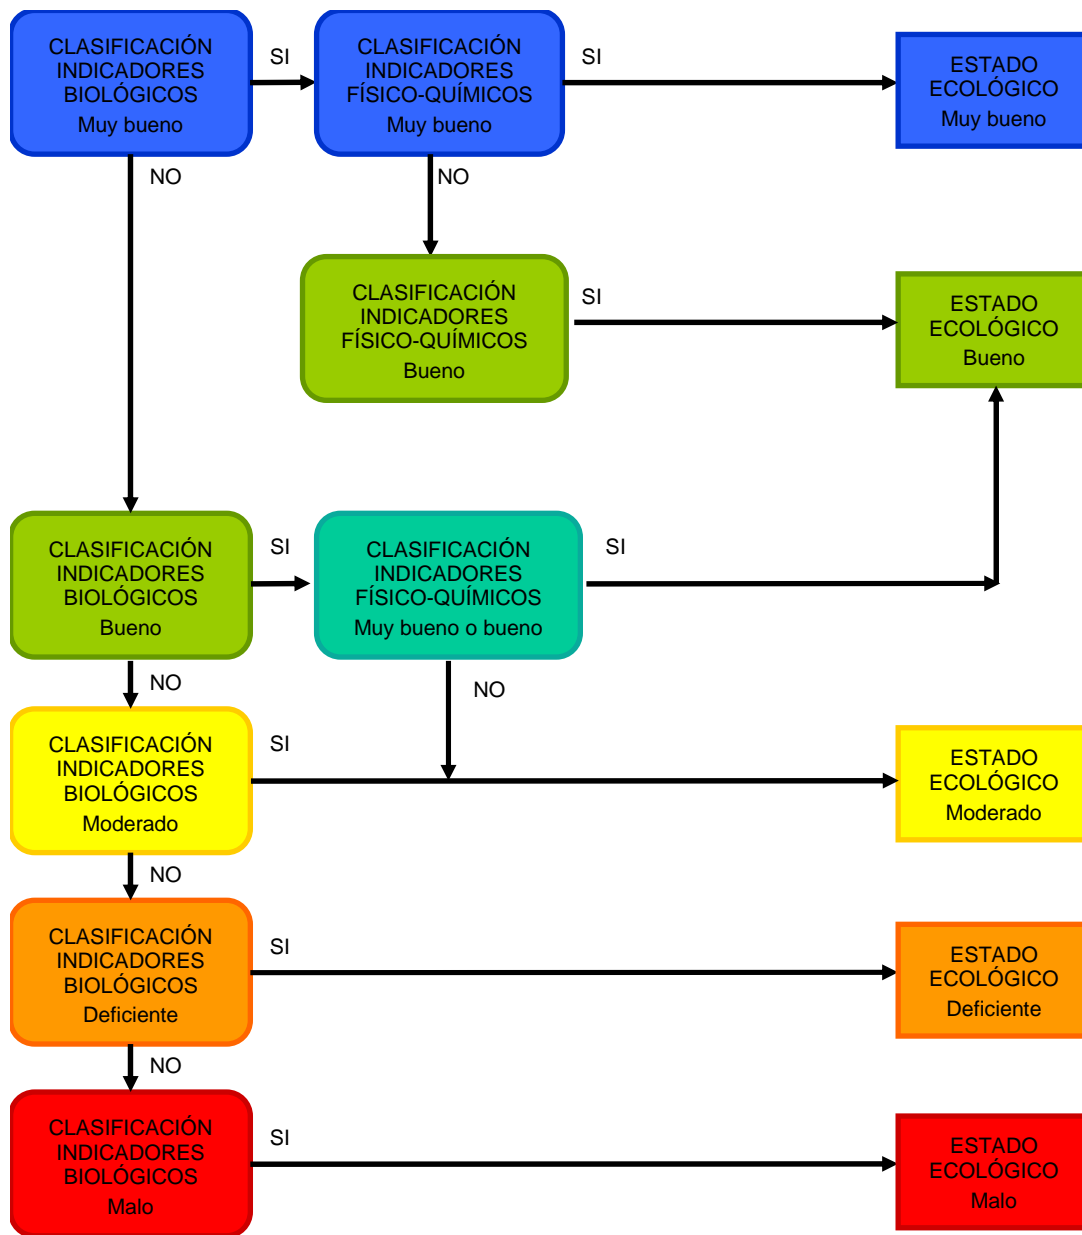 CLASIFICACIÓN
INDICADORES
BIOLÓGICOS
Muy bueno
SI
CLASIFICACIÓN
INDICADORES
FÍSICO-QUÍMICOS
Muy bueno
SI
ESTADO
ECOLÓGICO
Muy bueno
NO
NO
CLASIFICACIÓN
INDICADORES
FÍSICO-QUÍMICOS
Bueno
SI
ESTADO
ECOLÓGICO
Bueno
CLASIFICACIÓN
INDICADORES
BIOLÓGICOS
Bueno
SI
CLASIFICACIÓN
INDICADORES
FÍSICO-QUÍMICOS
Muy bueno o bueno
SI
NO
NO
CLASIFICACIÓN
INDICADORES
BIOLÓGICOS
Moderado
SI
ESTADO
ECOLÓGICO
Moderado
NO
CLASIFICACIÓN
INDICADORES
BIOLÓGICOS
Deficiente
SI
ESTADO
ECOLÓGICO
Deficiente
NO
CLASIFICACIÓN
INDICADORES
BIOLÓGICOS
Malo
SI
ESTADO
ECOLÓGICO
Malo